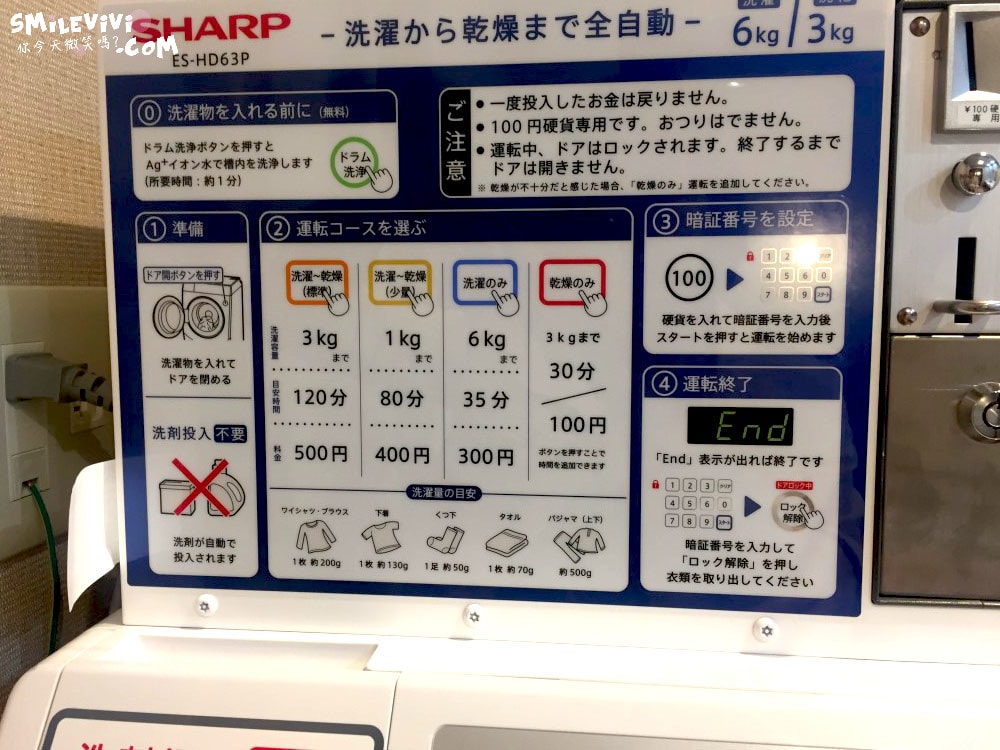 SMiLEViVi
你今天微笑嗎?.COM
SHARP
ES-HD63P
－洗濯から乾燥まで全自動－
6kg / 3kg
⓪ 洗濯物を入れる前に（無料）
ドラム洗浄ボタンを押すと
Ag⁺イオン水で槽内を洗浄します
(所要時間：約1分)
ドラム
洗浄
ご注意
● 一度投入したお金は戻りません。
● 100円硬貨専用です。おつりはでません。
● 運転中、ドアはロックされます。終了するまで
ドアは開きません。
※ 乾燥が不十分だと感じた場合、「乾燥のみ」運転を追加してください。
¥100硬
専用
① 準備
ドア開ボタンを押す
洗濯物を入れて
ドアを閉める
洗剤投入 不要
洗剤が自動で
投入されます
② 運転コースを選ぶ
洗濯~乾燥
(標準)
洗濯~乾燥
(少量)
洗濯のみ
乾燥のみ
洗濯容量
3kgまで
1kgまで
6kgまで
3kgまで
目安時間
120分
80分
35分
30分
料金
500円
400円
300円
100円
ボタンを押すことで
時間を追加できます
洗濯量の目安
ワイシャツ・ブラウス
1枚 約200g
下着
1枚 約130g
くつ下
1足 約50g
タオル
1枚 約70g
パジャマ（上下）
約500g
③ 暗証番号を設定
100
1 2
4 5 6 0
7 8 9 スタート
硬貨を入れて暗証番号を入力後
スタートを押すと運転を始めます
④ 運転終了
End
「End」表示が出れば終了です
1 2 3 クリア
4 5 6 0
7 8 9 スタート
ドアロック中
ロック
解除
暗証番号を入力して
「ロック解除」を押し
衣類を取り出してください